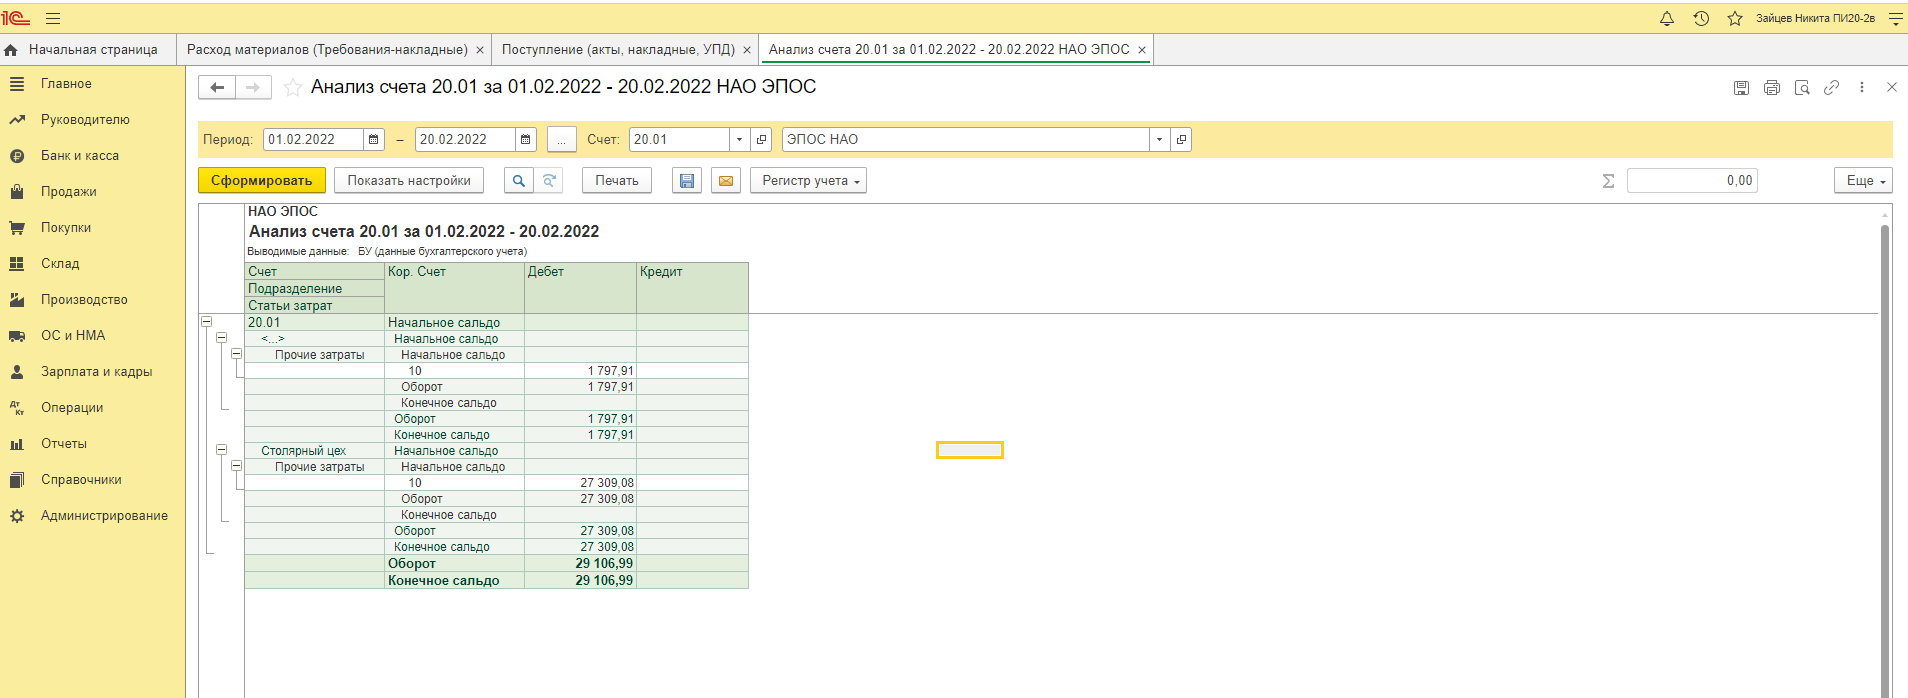 1С Зайцев Никита ПИ20-2в
Начальная страница Расход материалов (Требования-накладные) × Поступление (акты, накладные, УПД) × Анализ счета 20.01 за 01.02.2022 - 20.02.2022 НАО ЭПОС ×
Главное
Руководителю
Банк и касса
Продажи
Покупки
Склад
Производство
ОС и НМА
Зарплата и кадры
Дт Кт Операции
Отчеты
Справочники
Администрирование
Анализ счета 20.01 за 01.02.2022 - 20.02.2022 НАО ЭПОС
Период: 01.02.2022 – 20.02.2022 ... Счет: 20.01 ЭПОС НАО
Сформировать Показать настройки Печать Регистр учета Σ 0,00 Еще
НАО ЭПОС
Анализ счета 20.01 за 01.02.2022 - 20.02.2022
Выводимые данные: БУ (данные бухгалтерского учета)
Счет Кор. Счет Дебет Кредит
Подразделение
Статьи затрат
20.01 Начальное сальдо
<...> Начальное сальдо
Прочие затраты Начальное сальдо
10 1 797,91
Оборот 1 797,91
Конечное сальдо
Оборот 1 797,91
Конечное сальдо 1 797,91
Столярный цех Начальное сальдо
Прочие затраты Начальное сальдо
10 27 309,08
Оборот 27 309,08
Конечное сальдо
Оборот 27 309,08
Конечное сальдо 27 309,08
Оборот 29 106,99
Конечное сальдо 29 106,99